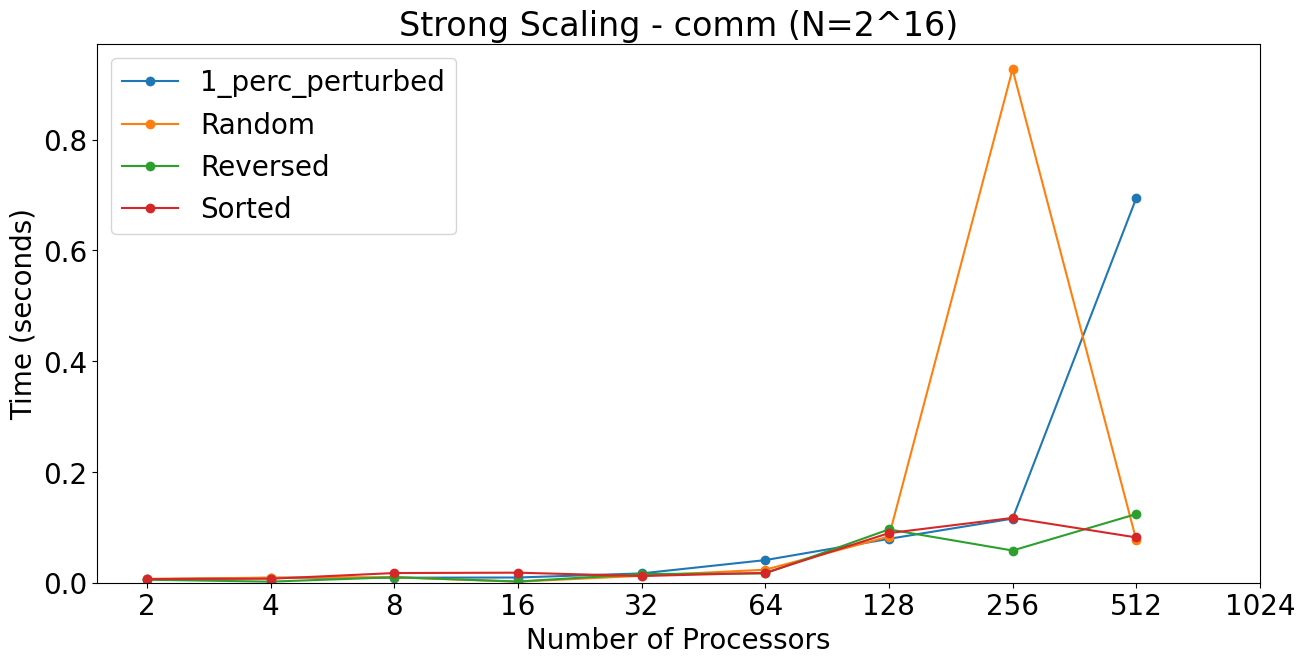 Strong Scaling - comm (N=2^16)
1_perc_perturbed
Random
Reversed
Sorted
Time (seconds)
0.8
0.6
0.4
0.2
0.0
2 4 8 16 32 64 128 256 512 1024
Number of Processors